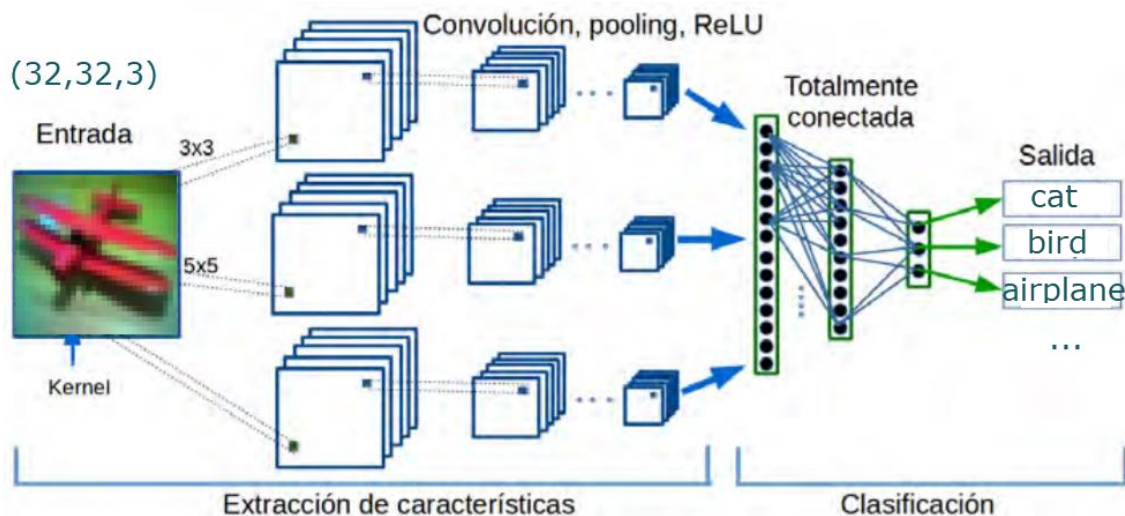 Convolución, pooling, ReLU
(32,32,3)
Entrada
3x3
5x5
Kernel
Totalmente
conectada
Salida
cat
bird
airplane
...
Extracción de características
Clasificación